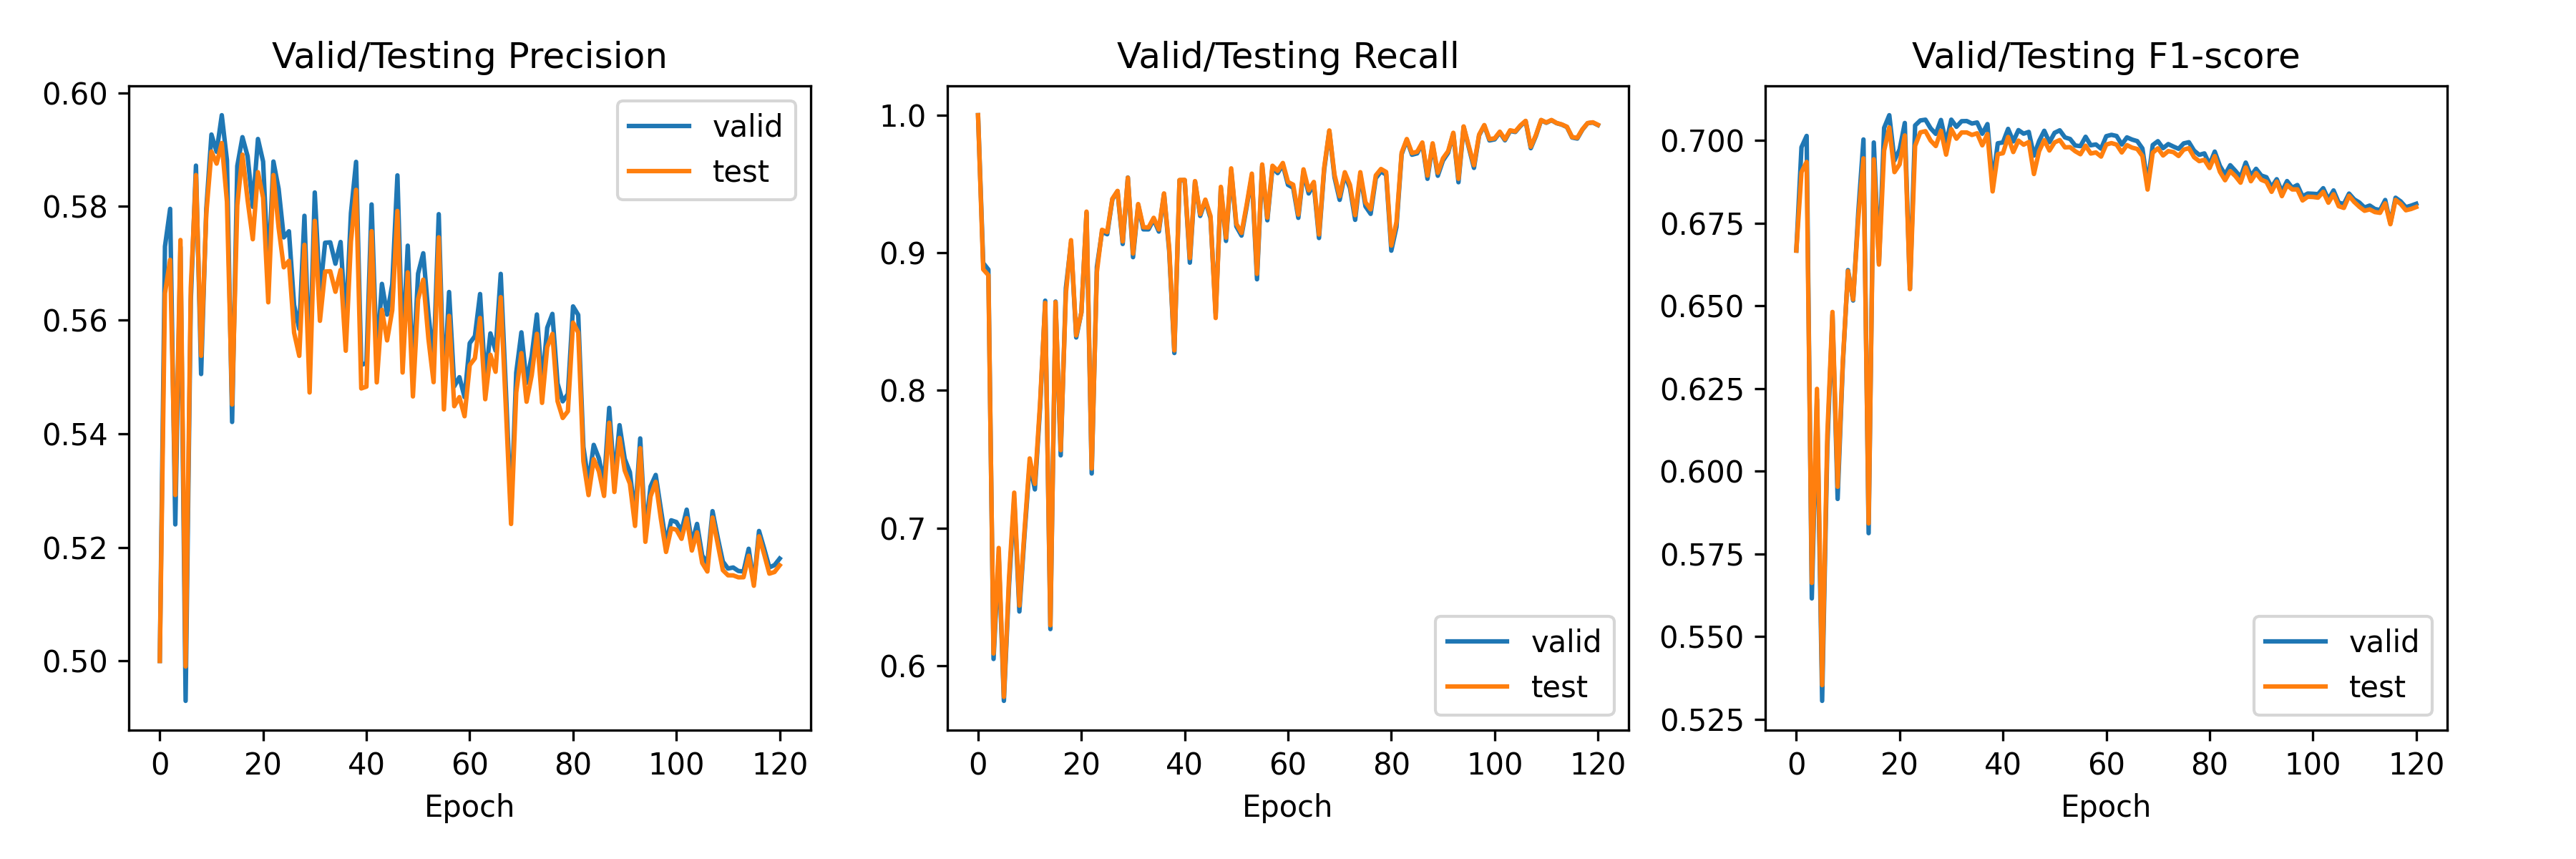 Valid/Testing Precision
0.60
0.58
0.56
0.54
0.52
0.50
valid
test
0 20 40 60 80 100 120
Epoch
Valid/Testing Recall
1.0
0.9
0.8
0.7
0.6
valid
test
0 20 40 60 80 100 120
Epoch
Valid/Testing F1-score
0.700
0.675
0.650
0.625
0.600
0.575
0.550
0.525
valid
test
0 20 40 60 80 100 120
Epoch